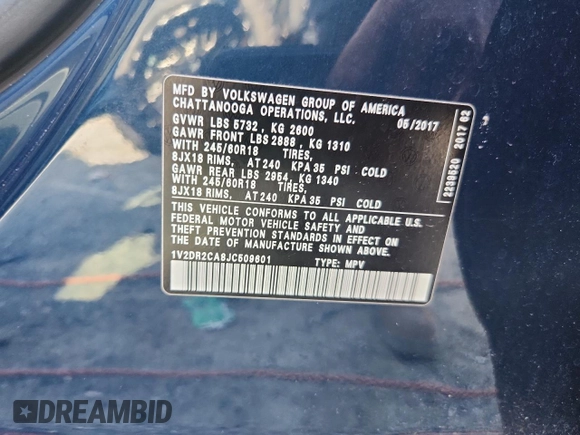 MFD BY VOLKSWAGEN GROUP OF AMERICA
CHATTANOOGA OPERATIONS, LLC.
05/2017
GVWR LBS 5732 , KG 2600
GAWR FRONT LBS 2888 , KG 1310
WITH 245/60R18 TIRES,
8JX18 RIMS, AT 240 KPA 35 PSI COLD
GAWR REAR LBS 2954, KG 1340
WITH 245/60R18 TIRES,
8JX18 RIMS, AT 240 KPA 35 PSI COLD
THIS VEHICLE CONFORMS TO ALL APPLICABLE U.S.
FEDERAL MOTOR VEHICLE SAFETY AND
THEFT PREVENTION STANDARDS IN EFFECT ON
THE DATE OF MANUFACTURE SHOWN ABOVE.
1V2DR2CA8JC509601 TYPE: MPV
2239520 2017 62
DREAMBID